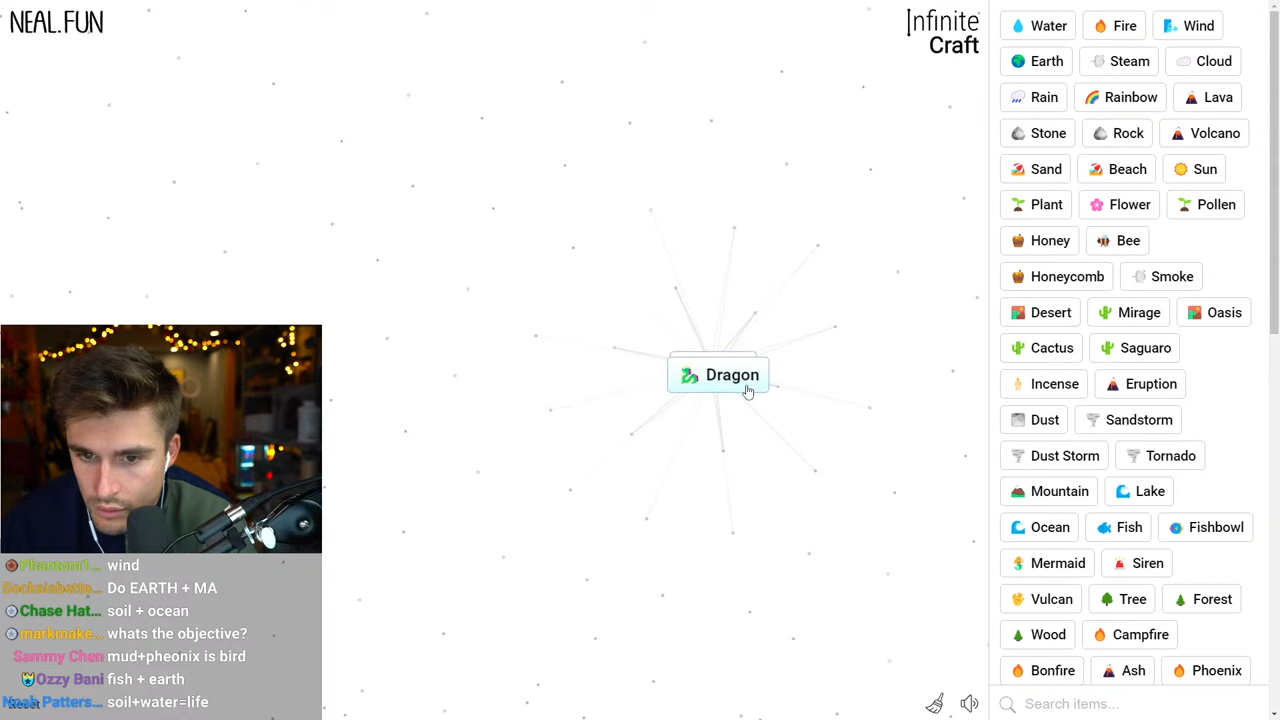 NEAL.FUN
Infinite
Craft
Water Fire Wind
Earth Steam Cloud
Rain Rainbow Lava
Stone Rock Volcano
Sand Beach Sun
Plant Flower Pollen
Honey Bee
Honeycomb Smoke
Desert Mirage Oasis
Cactus Saguaro
Incense Eruption
Dust Sandstorm
Dust Storm Tornado
Mountain Lake
Ocean Fish Fishbowl
Mermaid Siren
Vulcan Tree Forest
Wood Campfire
Bonfire Ash Phoenix
Search items...
Dragon
wind
Do EARTH + MA
Chase Hat... soil + ocean
markmake... whats the objective?
Sammy Chen mud+pheonix is bird
Ozzy Bani fish + earth
Noah Patters... soil+water=life
Reset